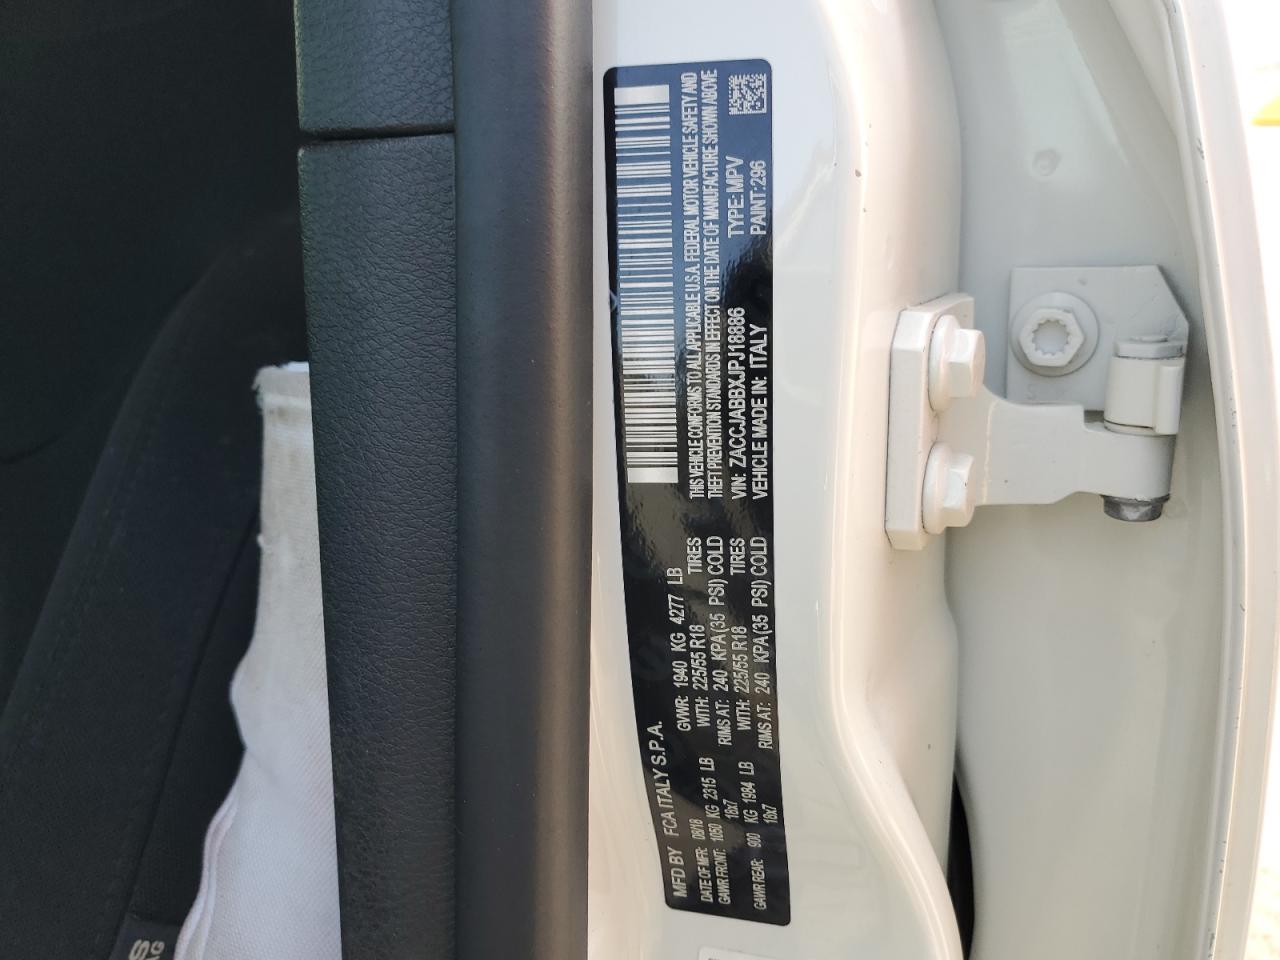 MFD BY FCA ITALY S.P.A.
DATE OF MFR: 08/18 GVWR: 1940 KG 4277 LB
GAWR FRONT: 1050 KG 2315 LB WITH: 225/55 R18 TIRES
18x7 RIMS AT: 240 KPA(35 PSI) COLD
GAWR REAR: 900 KG 1984 LB WITH: 225/55 R18 TIRES
18x7 RIMS AT: 240 KPA(35 PSI) COLD
THIS VEHICLE CONFORMS TO ALL APPLICABLE U.S.A. FEDERAL MOTOR VEHICLE SAFETY AND
THEFT PREVENTION STANDARDS IN EFFECT ON THE DATE OF MANUFACTURE SHOWN ABOVE
VIN: ZACCJABBXJPJ18886 TYPE: MPV
VEHICLE MADE IN: ITALY PAINT: 296